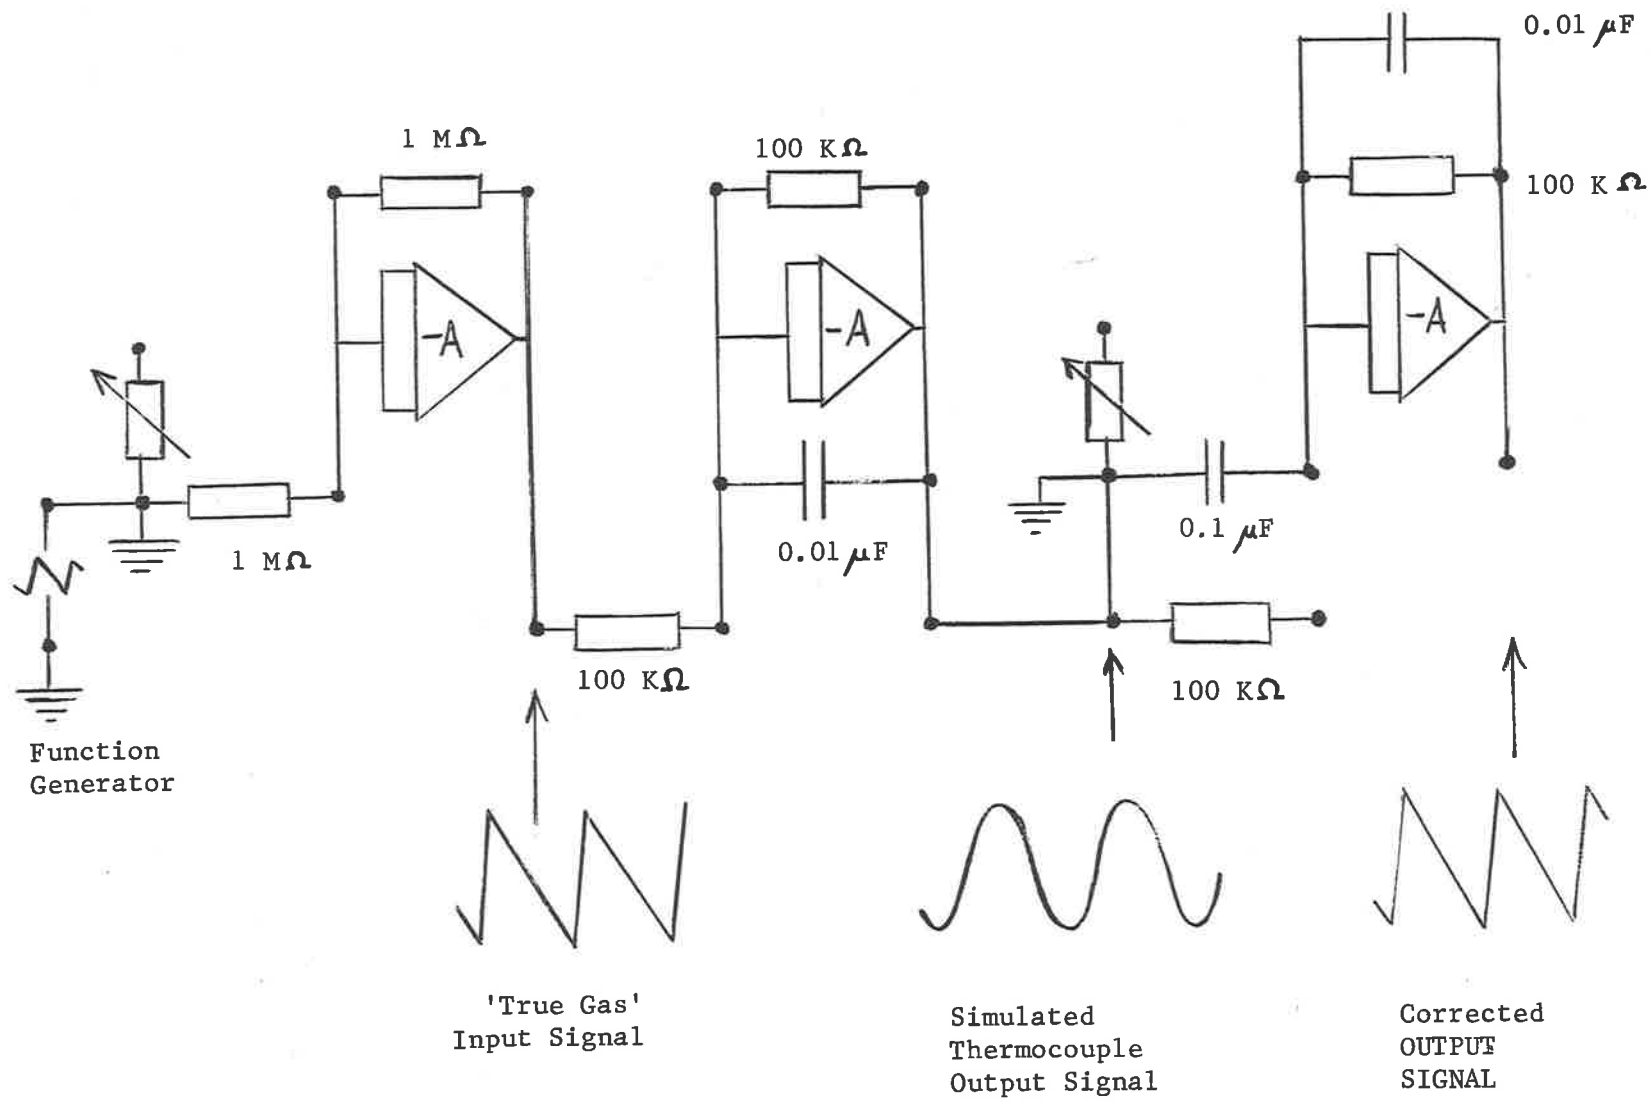 0.01 μF
1 MΩ
100 KΩ
100 KΩ
-A
-A
-A
0.1 μF
0.01 μF
1 MΩ
100 KΩ
100 KΩ
Function
Generator
'True Gas'
Input Signal
Simulated
Thermocouple
Output Signal
Corrected
OUTPUT
SIGNAL